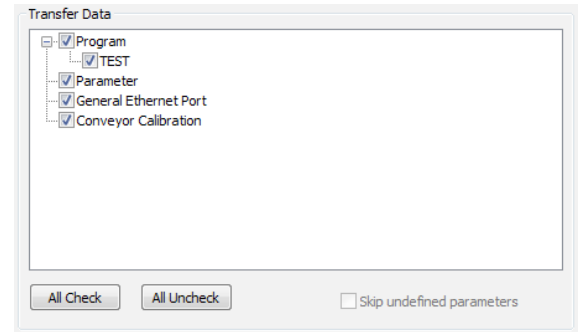 Transfer Data
Program
TEST
Parameter
General Ethernet Port
Conveyor Calibration
All Check All Uncheck Skip undefined parameters